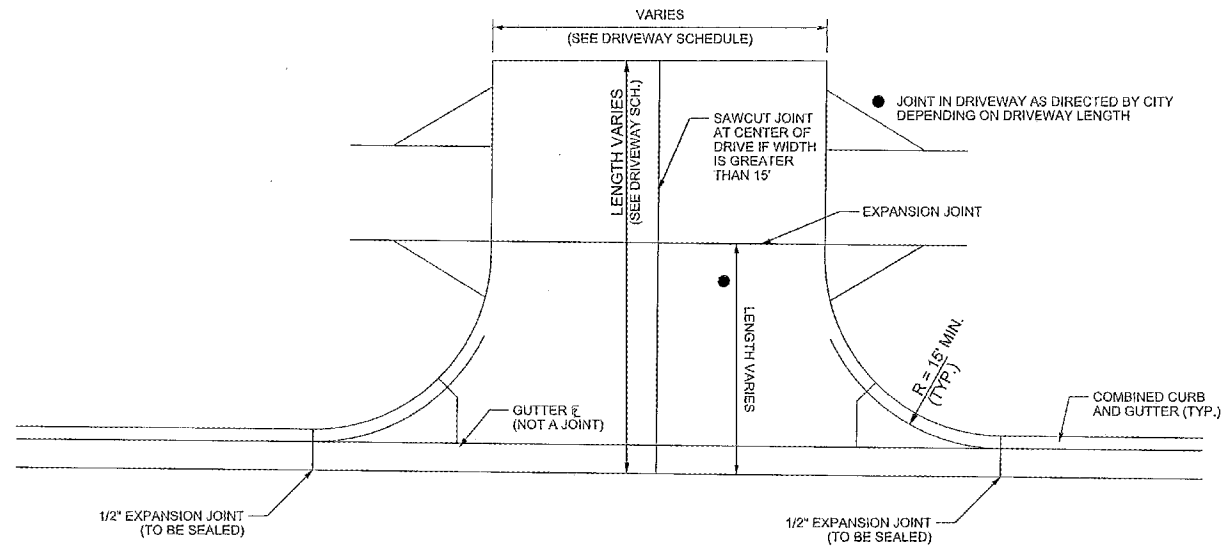 VARIES
(SEE DRIVEWAY SCHEDULE)
JOINT IN DRIVEWAY AS DIRECTED BY CITY
DEPENDING ON DRIVEWAY LENGTH
SAWCUT JOINT
AT CENTER OF
DRIVE IF WIDTH
IS GREATER
THAN 15'
LENGTH VARIES
(SEE DRIVEWAY SCH.)
EXPANSION JOINT
LENGTH VARIES
R = 15' MIN.
(TYP.)
COMBINED CURB
AND GUTTER (TYP.)
GUTTER
(NOT A JOINT)
1/2" EXPANSION JOINT
(TO BE SEALED)
1/2" EXPANSION JOINT
(TO BE SEALED)